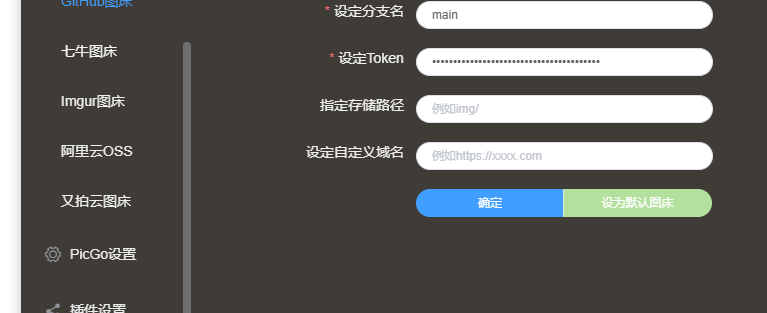 GitHub图床
七牛图床
Imgur图床
阿里云OSS
又拍云图床
PicGo设置
插件设置
* 设定分支名
main
* 设定Token
指定存储路径
例如img/
设定自定义域名
例如https://xxxx.com
确定
设为默认图床